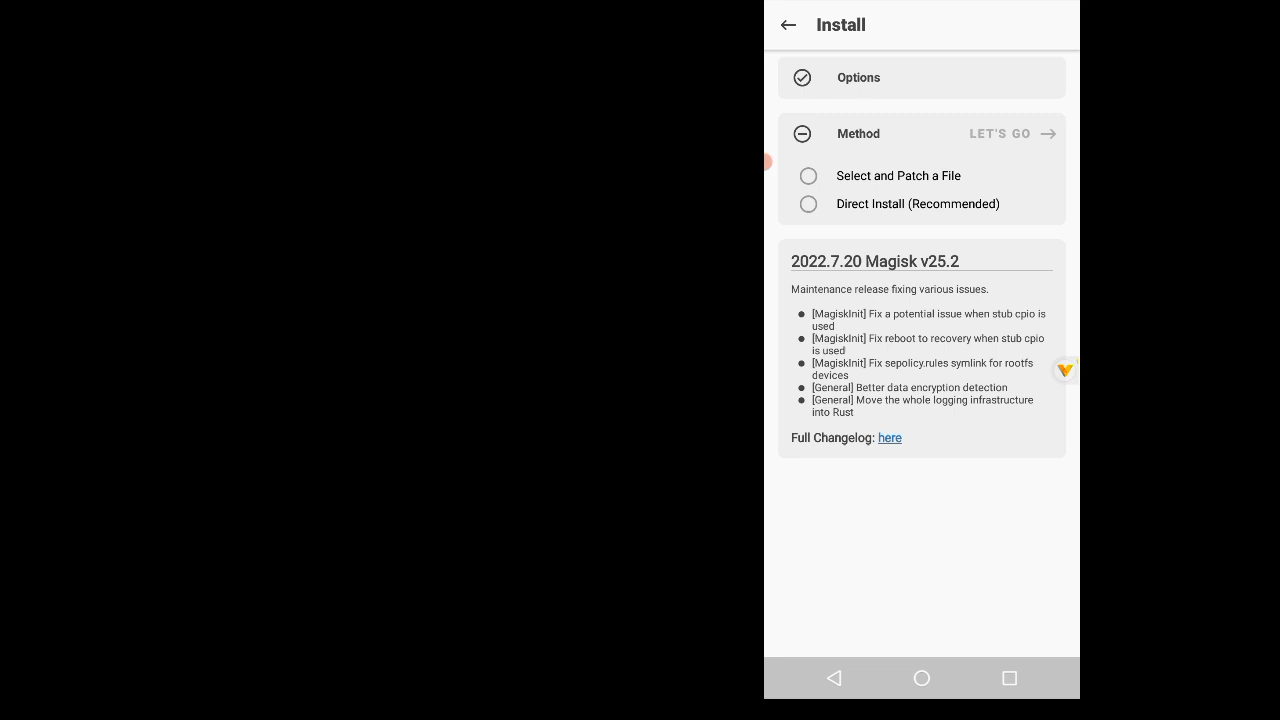 Install
Options
Method
LET'S GO
Select and Patch a File
Direct Install (Recommended)
2022.7.20 Magisk v25.2
Maintenance release fixing various issues.
[MagiskInit] Fix a potential issue when stub cpio is
used
[MagiskInit] Fix reboot to recovery when stub cpio
is used
[MagiskInit] Fix sepolicy.rules symlink for rootfs
devices
[General] Better data encryption detection
[General] Move the whole logging infrastructure
into Rust
Full Changelog: here